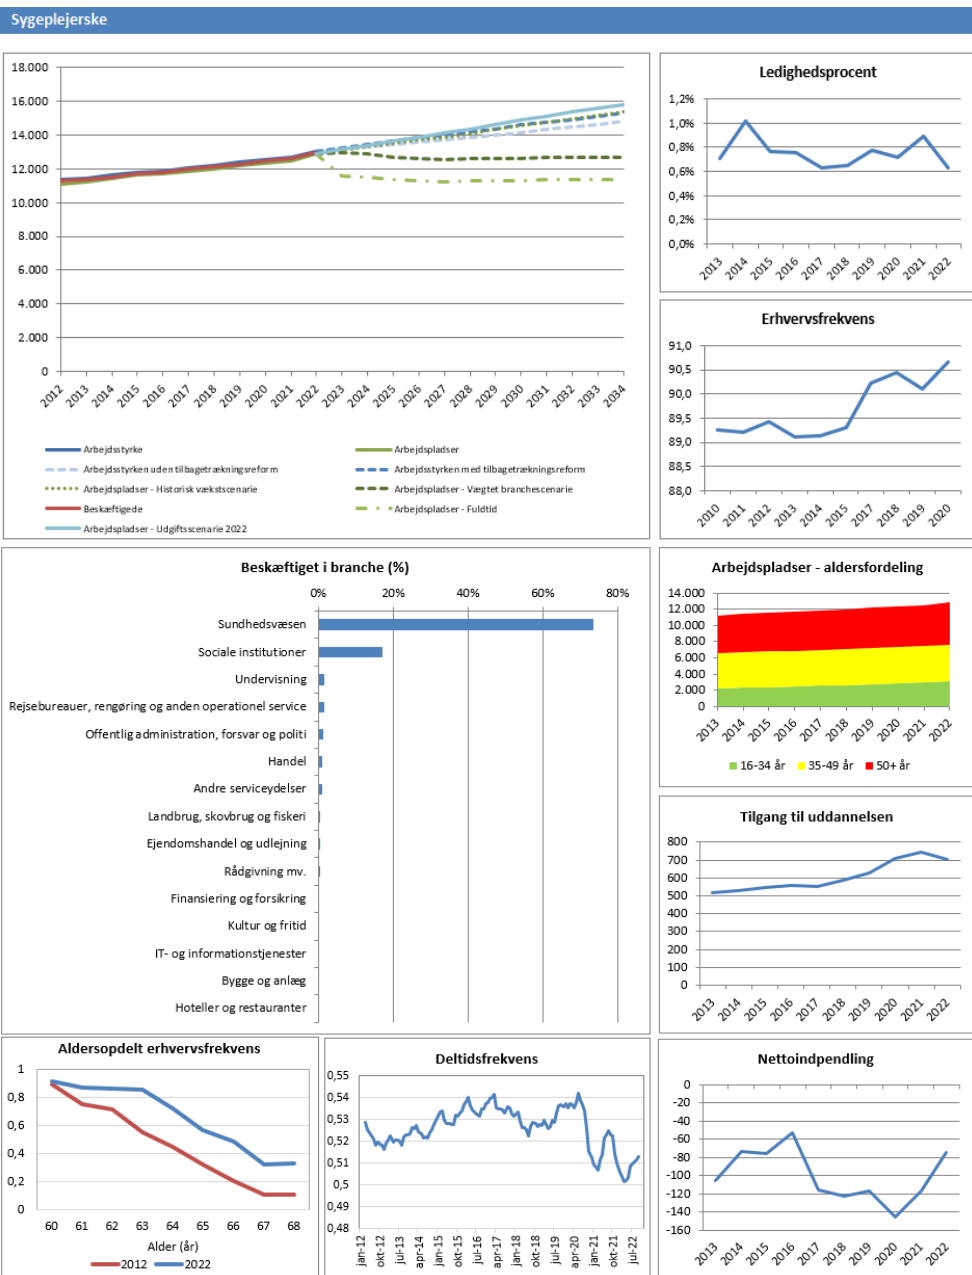 Sygeplejerske
18.000
16.000
14.000
12.000
10.000
8.000
6.000
4.000
2.000
0
2012 2013 2014 2015 2016 2017 2018 2019 2020 2021 2022 2023 2024 2025 2026 2027 2028 2029 2030 2031 2032 2033 2034
Arbejdsstyrke
Arbejdspladser
Arbejdsstyrken uden tilbagetrækningsreform
Arbejdsstyrken med tilbagetrækningsreform
Arbejdspladser - Historisk vækstscenarie
Arbejdspladser - Vægtet branchescenarie
Beskæftigede
Arbejdspladser - Fuldtid
Arbejdspladser - Udgiftsscenarie 2022
Ledighedsprocent
1,2%
1,0%
0,8%
0,6%
0,4%
0,2%
0,0%
2013 2014 2015 2016 2017 2018 2019 2020 2021 2022
Erhvervsfrekvens
91,0
90,5
90,0
89,5
89,0
88,5
88,0
2010 2011 2012 2013 2014 2015 2017 2018 2019 2020
Beskæftiget i branche (%)
0% 20% 40% 60% 80%
Sundhedsvæsen
Sociale institutioner
Undervisning
Rejsebureauer, rengøring og anden operationel service
Offentlig administration, forsvar og politi
Handel
Andre serviceydelser
Landbrug, skovbrug og fiskeri
Ejendomshandel og udlejning
Rådgivning mv.
Finansiering og forsikring
Kultur og fritid
IT- og informationstjenester
Bygge og anlæg
Hoteller og restauranter
Arbejdspladser - aldersfordeling
14.000
12.000
10.000
8.000
6.000
4.000
2.000
0
2013 2014 2015 2016 2017 2018 2019 2020 2021 2022
16-34 år 35-49 år 50+ år
Tilgang til uddannelsen
800
700
600
500
400
300
200
100
0
2013 2014 2015 2016 2017 2018 2019 2020 2021 2022
Aldersopdelt erhvervsfrekvens
1
0,8
0,6
0,4
0,2
0
60 61 62 63 64 65 66 67 68
Alder (år)
2012 2022
Deltidsfrekvens
0,55
0,54
0,53
0,52
0,51
0,5
0,49
0,48
jan-12 okt-12 jul-13 apr-14 jan-15 okt-15 jul-16 apr-17 jan-18 okt-18 jul-19 apr-20 jan-21 okt-21 jul-22
Nettoindpendling
0
-20
-40
-60
-80
-100
-120
-140
-160
2013 2014 2015 2016 2017 2018 2019 2020 2021 2022